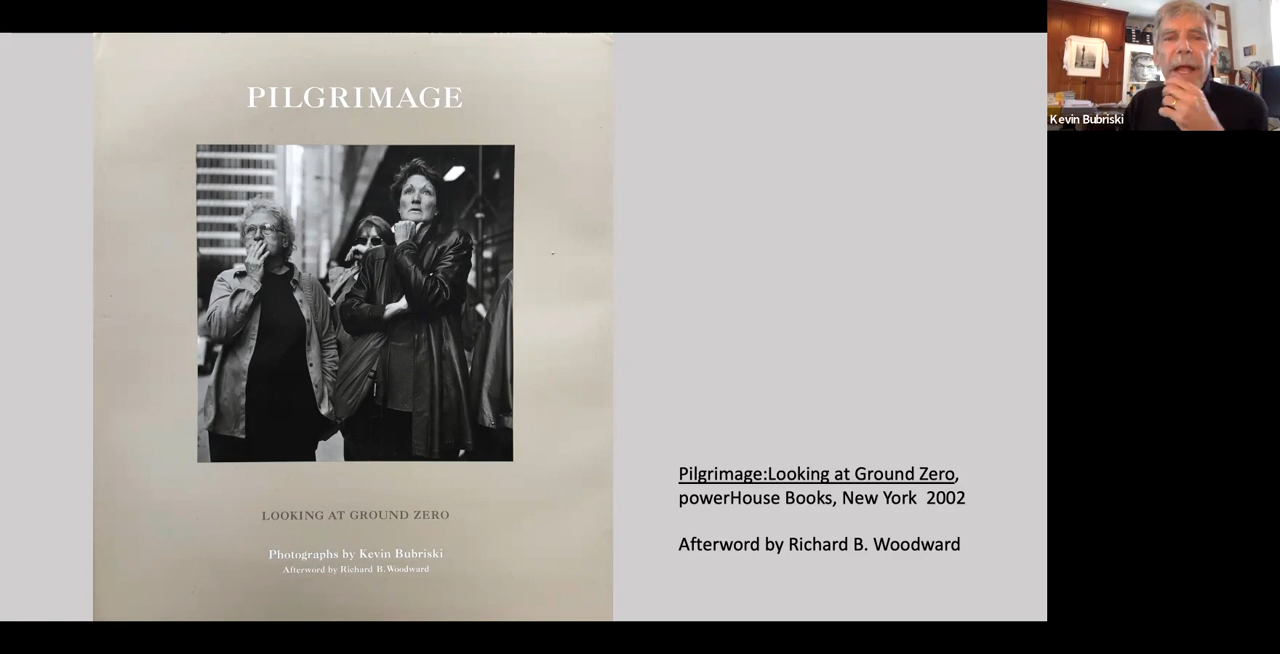 PILGRIMAGE
LOOKING AT GROUND ZERO
Photographs by Kevin Bubriski
Afterword by Richard B. Woodward
Pilgrimage:Looking at Ground Zero,
powerHouse Books, New York 2002
Afterword by Richard B. Woodward
Kevin Bubriski